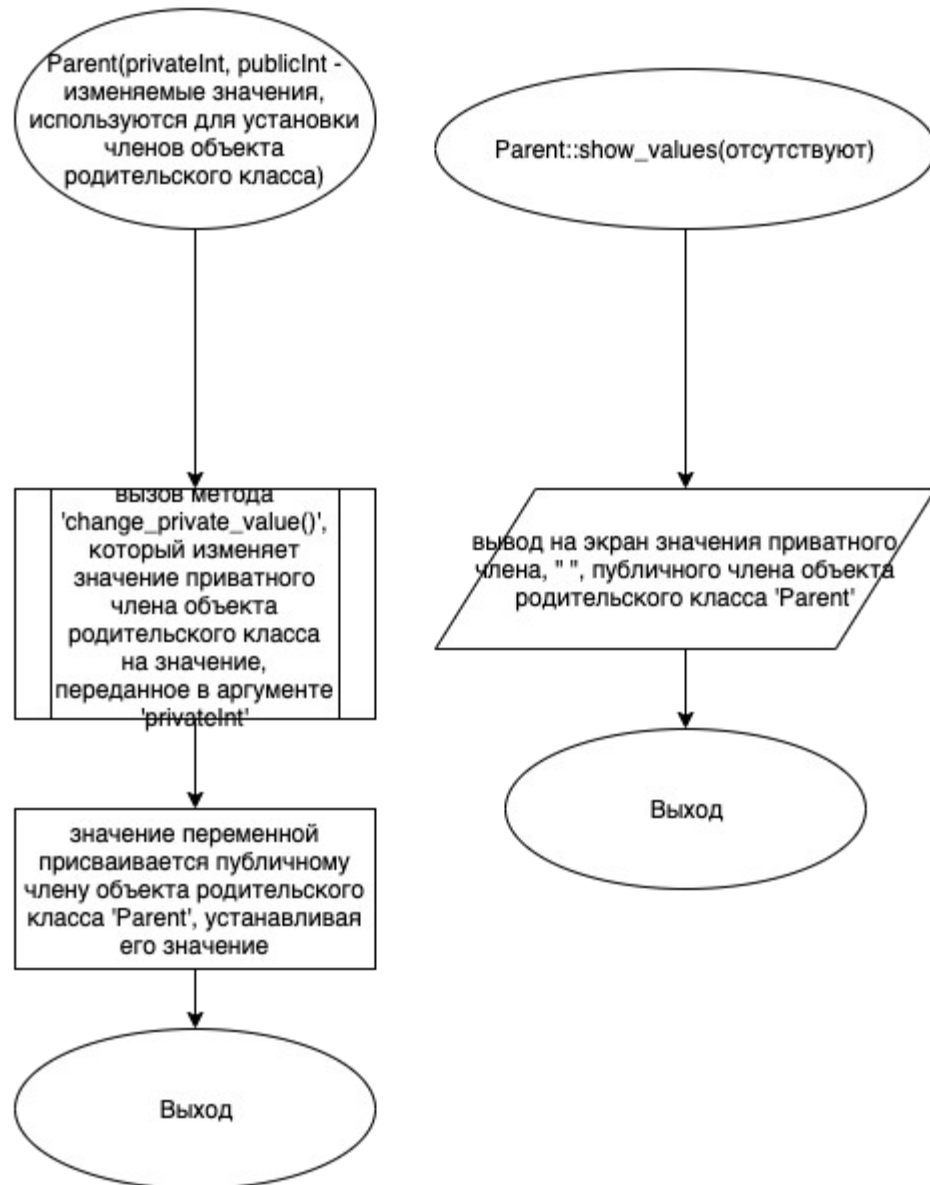 Parent(privateInt, publicInt -
изменяемые значения,
используются для установки
членов объекта
родительского класса)
вызов метода
'change_private_value()',
который изменяет
значение приватного
члена объекта
родительского класса
на значение,
переданное в аргументе
'privateInt'
значение переменной
присваивается публичному
члену объекта родительского
класса 'Parent', устанавливая
его значение
Выход
Parent::show_values(отсутствуют)
вывод на экран значения приватного
члена, " ", публичного члена объекта
родительского класса 'Parent'
Выход